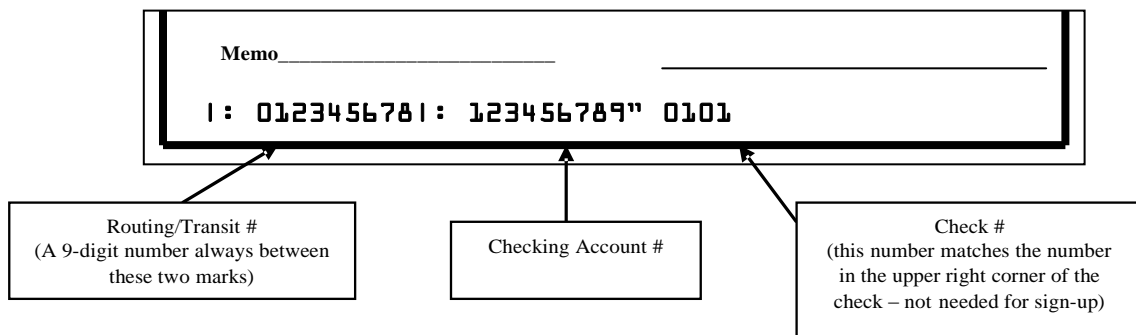 Memo__________________________
|: 012345678|: 123456789” 0101
Routing/Transit #
(A 9-digit number always between
these two marks)
Checking Account #
Check #
(this number matches the number
in the upper right corner of the
check – not needed for sign-up)